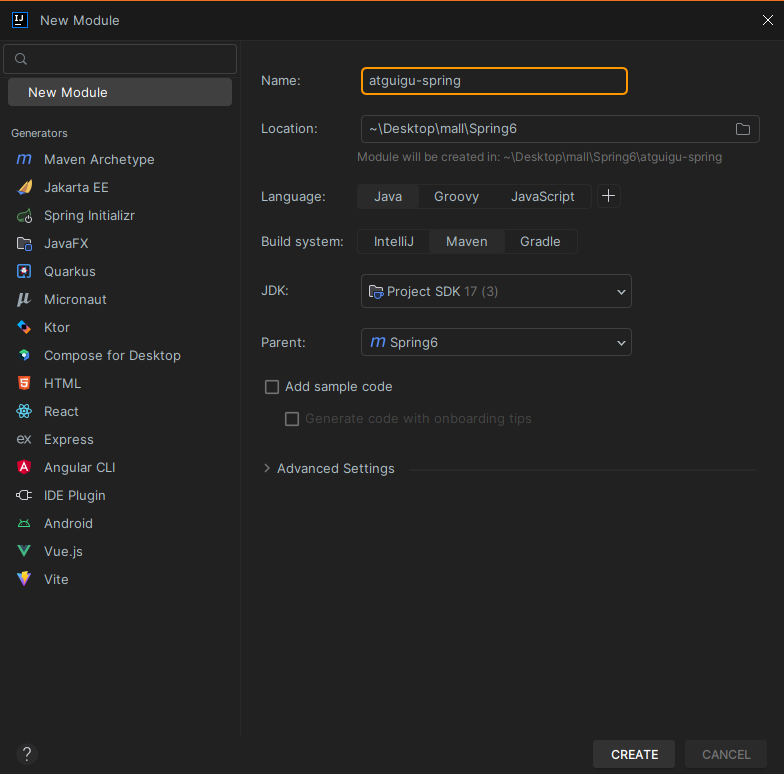 New Module
New Module
Generators
Maven Archetype
Jakarta EE
Spring Initializr
JavaFX
Quarkus
Micronaut
Ktor
Compose for Desktop
HTML
React
Express
Angular CLI
IDE Plugin
Android
Vue.js
Vite
Name: atguigu-spring
Location: ~\Desktop\mall\Spring6
Module will be created in: ~\Desktop\mall\Spring6\atguigu-spring
Language: Java Groovy JavaScript +
Build system: IntelliJ Maven Gradle
JDK: Project SDK 17 (3)
Parent: m Spring6
Add sample code
Generate code with onboarding tips
Advanced Settings
? CREATE CANCEL